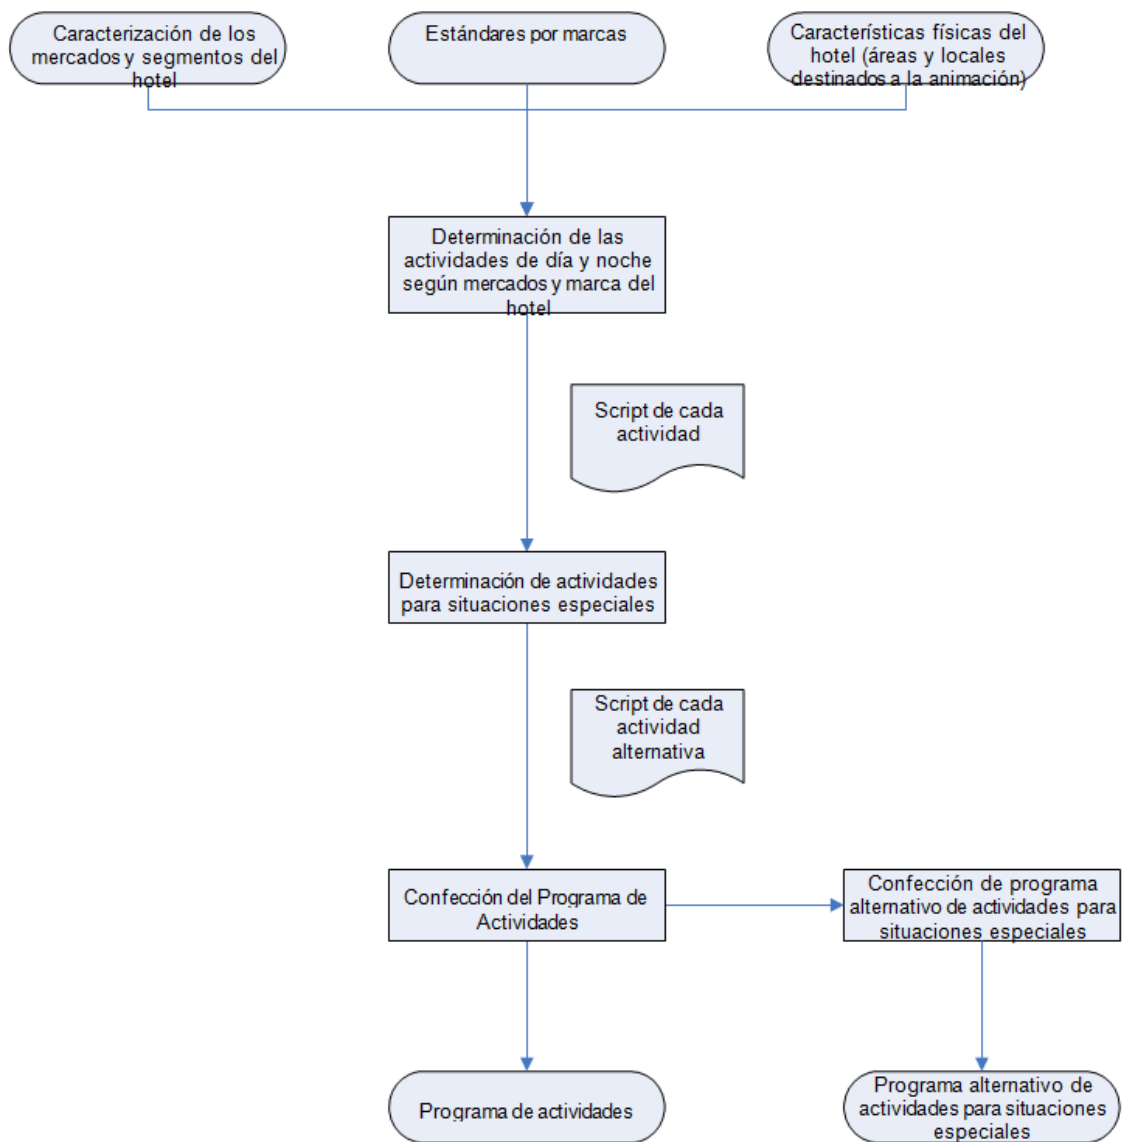 Caracterización de los
mercados y segmentos del
hotel
Estándares por marcas
Características físicas del
hotel (áreas y locales
destinados a la animación)
Determinación de las
actividades de día y noche
según mercados y marca del
hotel
Script de cada
actividad
Determinación de actividades
para situaciones especiales
Script de cada
actividad
alternativa
Confección del Programa de
Actividades
Confección de programa
alternativo de actividades para
situaciones especiales
Programa de actividades
Programa alternativo de
actividades para situaciones
especiales